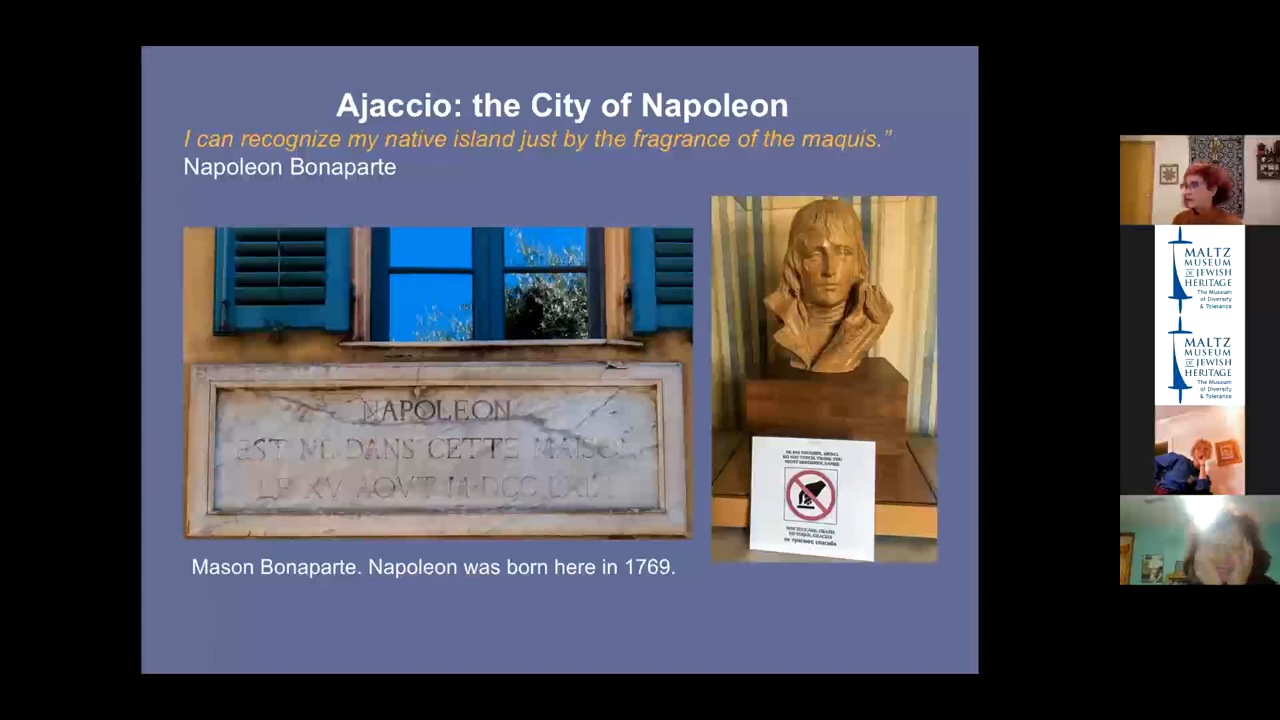 Ajaccio: the City of Napoleon
I can recognize my native island just by the fragrance of the maquis.”
Napoleon Bonaparte
NAPOLEON
EST NE DANS CETTE MAISON
LE XV AOVT M·DCC
Mason Bonaparte. Napoleon was born here in 1769.
MALTZ
MUSEUM
OF JEWISH
HERITAGE
The Museum
of Diversity
& Tolerance
MALTZ
MUSEUM
OF JEWISH
HERITAGE
The Museum
of Diversity
& Tolerance